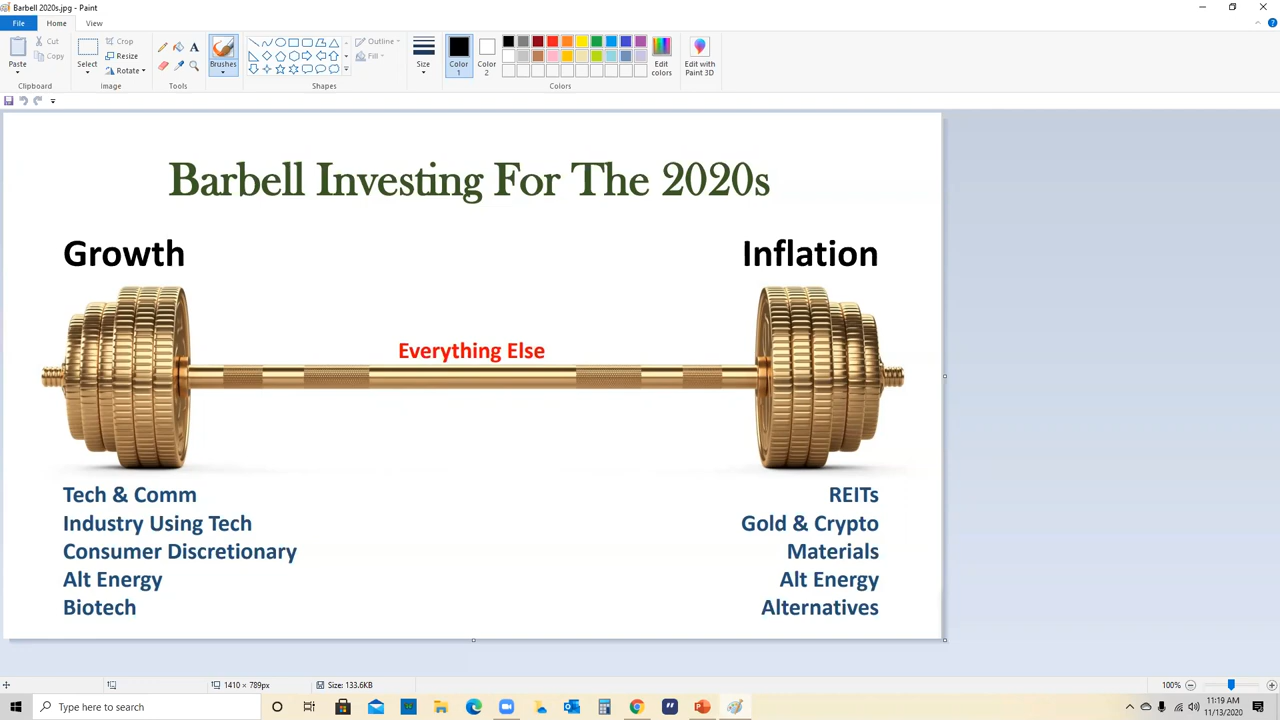 Barbell 2020s.jpg - Paint
File Home View
Paste
Cut
Copy
Clipboard
Select
Crop
Resize
Rotate
Image
A
Tools
Brushes
Shapes
Outline
Fill
Size
Color 1
Color 2
Colors
Edit colors
Edit with Paint 3D
Barbell Investing For The 2020s
Growth
Inflation
Everything Else
Tech & Comm
Industry Using Tech
Consumer Discretionary
Alt Energy
Biotech
REITs
Gold & Crypto
Materials
Alt Energy
Alternatives
1410 × 789px
Size: 133.6KB
100%
Type here to search
11:19 AM
11/13/2020